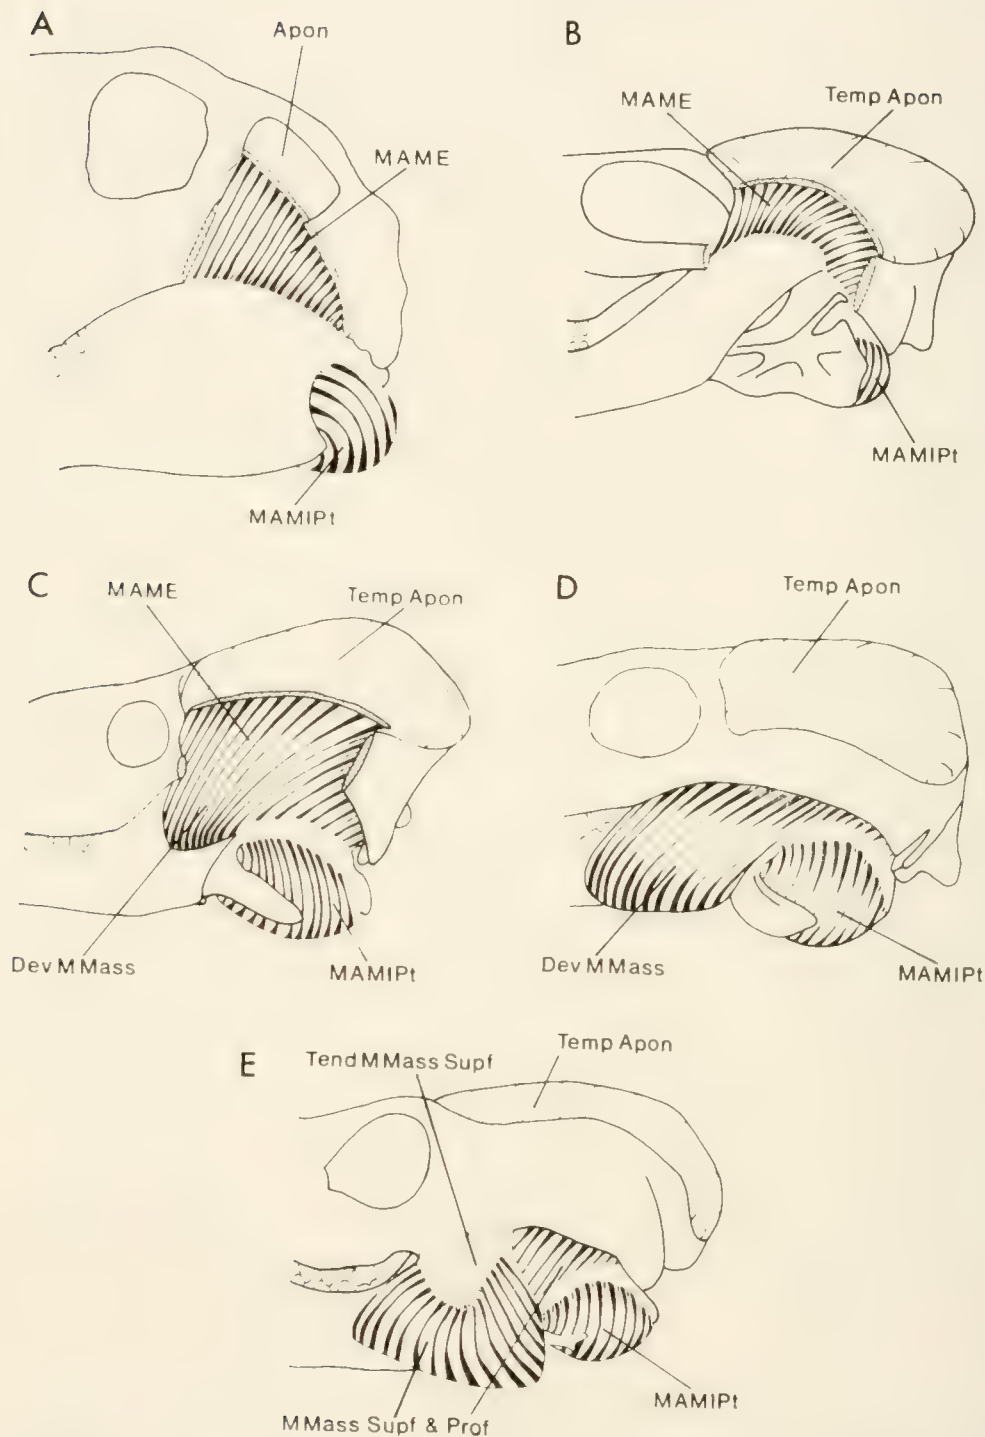 A
Apon
MAME
MAMIPt
B
MAME
Temp Apon
MAMIPt
C
MAME
Temp Apon
Dev M Mass
MAMIPt
D
Temp Apon
Dev M Mass
MAMIPt
E
Tend M Mass Supf
Temp Apon
MAMIPt
M Mass Supf & Prof